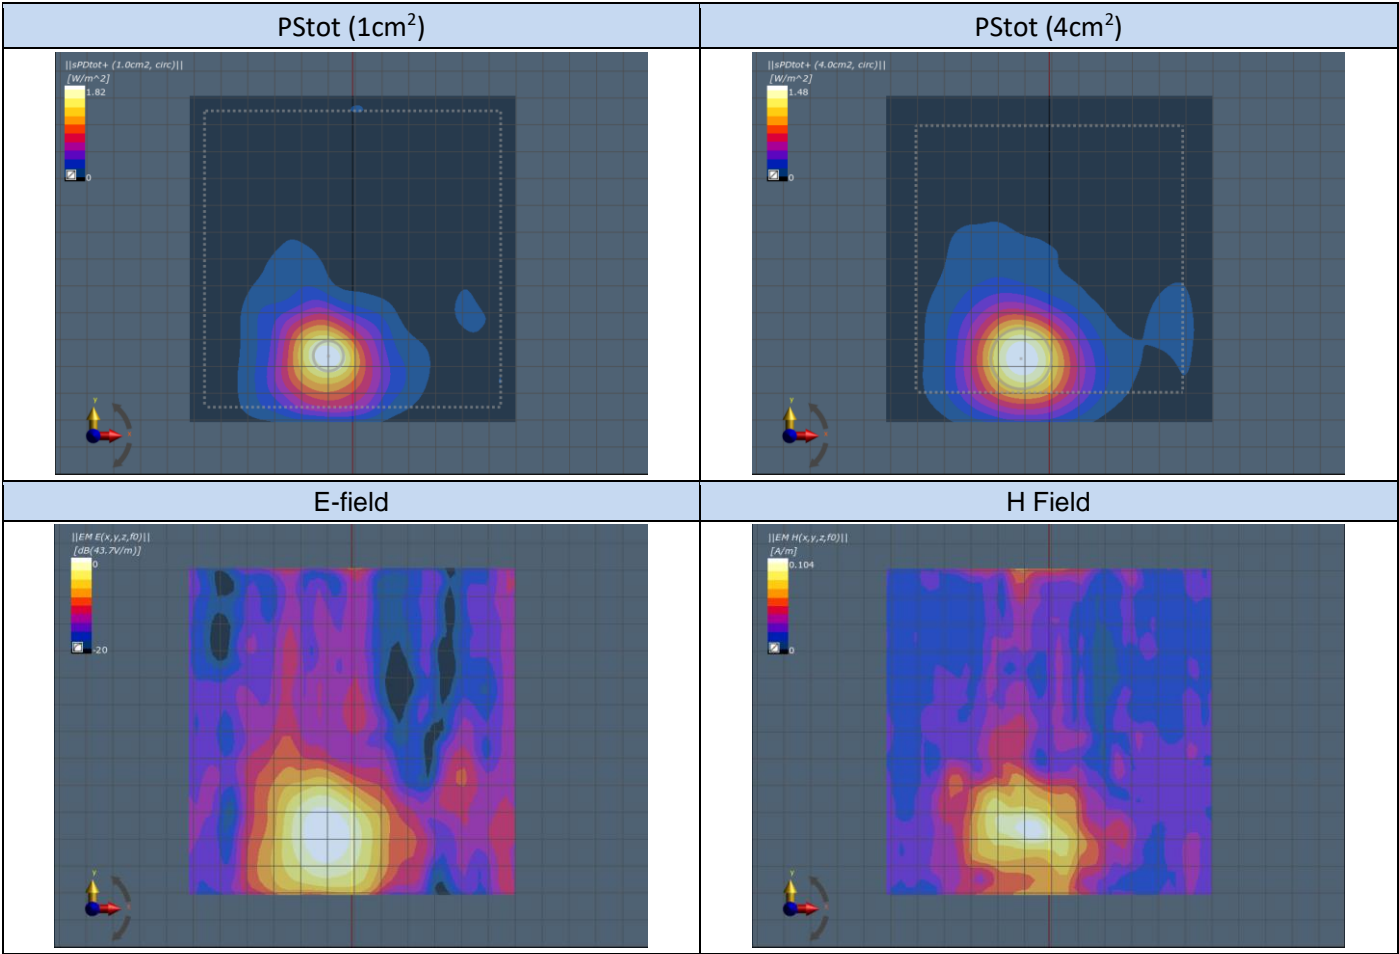 PStot (1cm²)
PStot (4cm²)
||sPDtot+ (1.0cm2, circ)||
[W/m^2]
1.82
0
y
||sPDtot+ (4.0cm2, circ)||
[W/m^2]
1.48
0
y
E-field
H Field
||EM E(x,y,z,f0)||
[dB(43.7V/m)]
0
-20
y
||EM H(x,y,z,f0)||
[A/m]
0.104
0
y